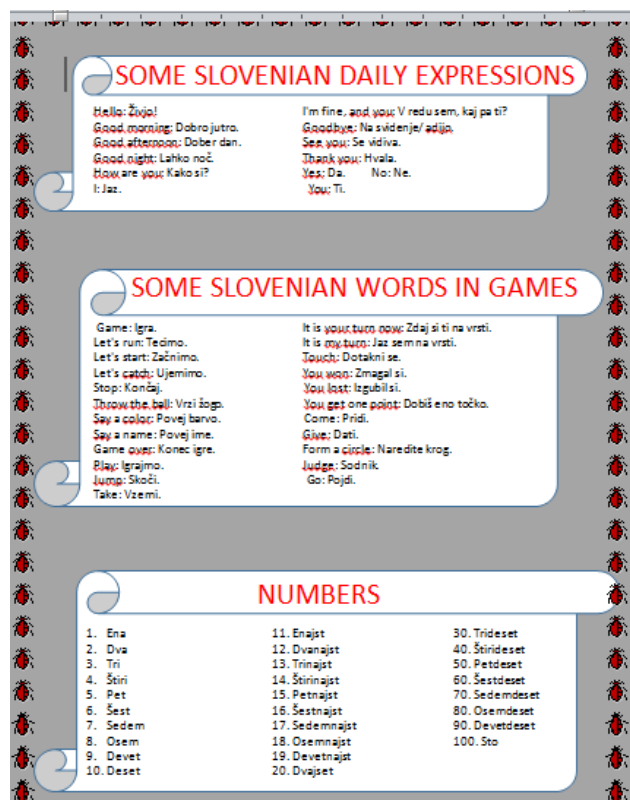 SOME SLOVENIAN DAILY EXPRESSIONS
Hello: Živjo!
Good morning: Dobro jutro.
Good afternoon: Dober dan.
Good night: Lahko noč.
How are you: Kako si?
I: Jaz.
I'm fine, and you: V redu sem, kaj pa ti?
Goodbye: Na svidenje/ adijo.
See you: Se vidiva.
Thank you: Hvala.
Yes: Da. No: Ne.
You: Ti.
SOME SLOVENIAN WORDS IN GAMES
Game: Igra.
Let's run: Tecimo.
Let's start: Začnimo.
Let's catch: Ujemimo.
Stop: Končaj.
Throw the ball: Vrzi žogo.
Say a color: Povej barvo.
Say a name: Povej ime.
Game over: Konec igre.
Play: Igrajmo.
Jump: Skoči.
Take: Vzemi.
It is your turn now: Zdaj si ti na vrsti.
It is my turn: Jaz sem na vrsti.
Touch: Dotakni se.
You won: Zmagal si.
You lost: Izgubil si.
You get one point: Dobiš eno točko.
Come: Pridi.
Give: Dati.
Form a circle: Naredite krog.
Judge: Sodnik.
Go: Pojdi.
NUMBERS
1. Ena
2. Dva
3. Tri
4. Štiri
5. Pet
6. Šest
7. Sedem
8. Osem
9. Devet
10. Deset
11. Enajst
12. Dvanajst
13. Trinajst
14. Štirinajst
15. Petnajst
16. Šestnajst
17. Sedemnajst
18. Osemnajst
19. Devetnajst
20. Dvajset
30. Trideset
40. Štirideset
50. Petdeset
60. Šestdeset
70. Sedemdeset
80. Osemdeset
90. Devetdeset
100. Sto